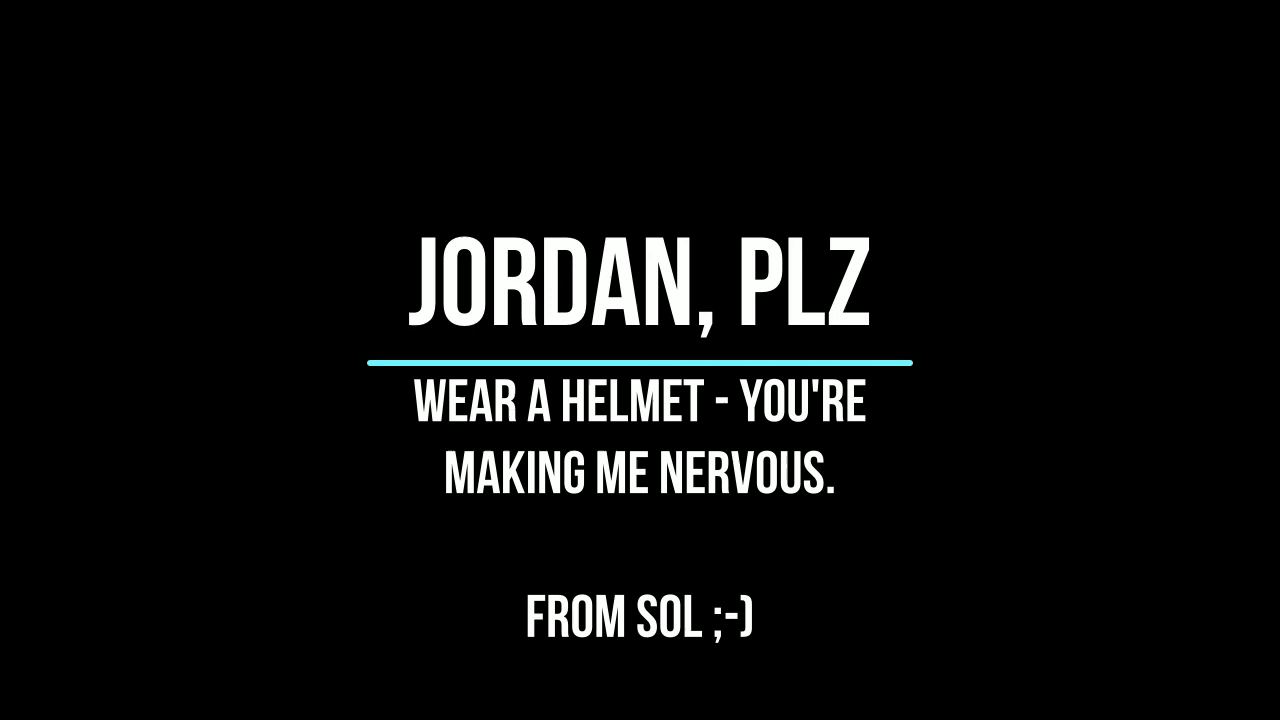 JORDAN, PLZ
WEAR A HELMET - YOU'RE
MAKING ME NERVOUS.
FROM SOL ;-)